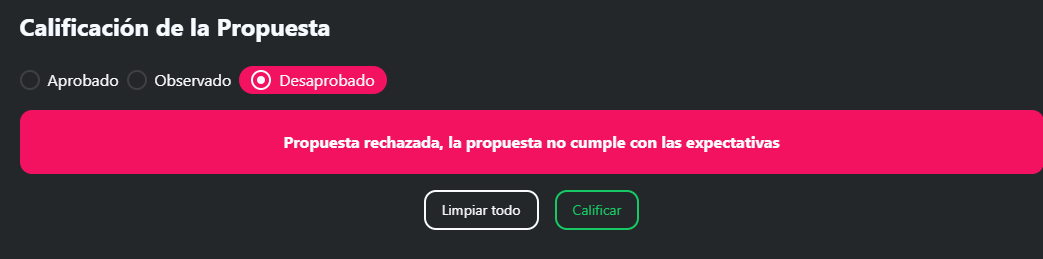 Calificación de la Propuesta
Aprobado Observado Desaprobado
Propuesta rechazada, la propuesta no cumple con las expectativas
Limpiar todo Calificar